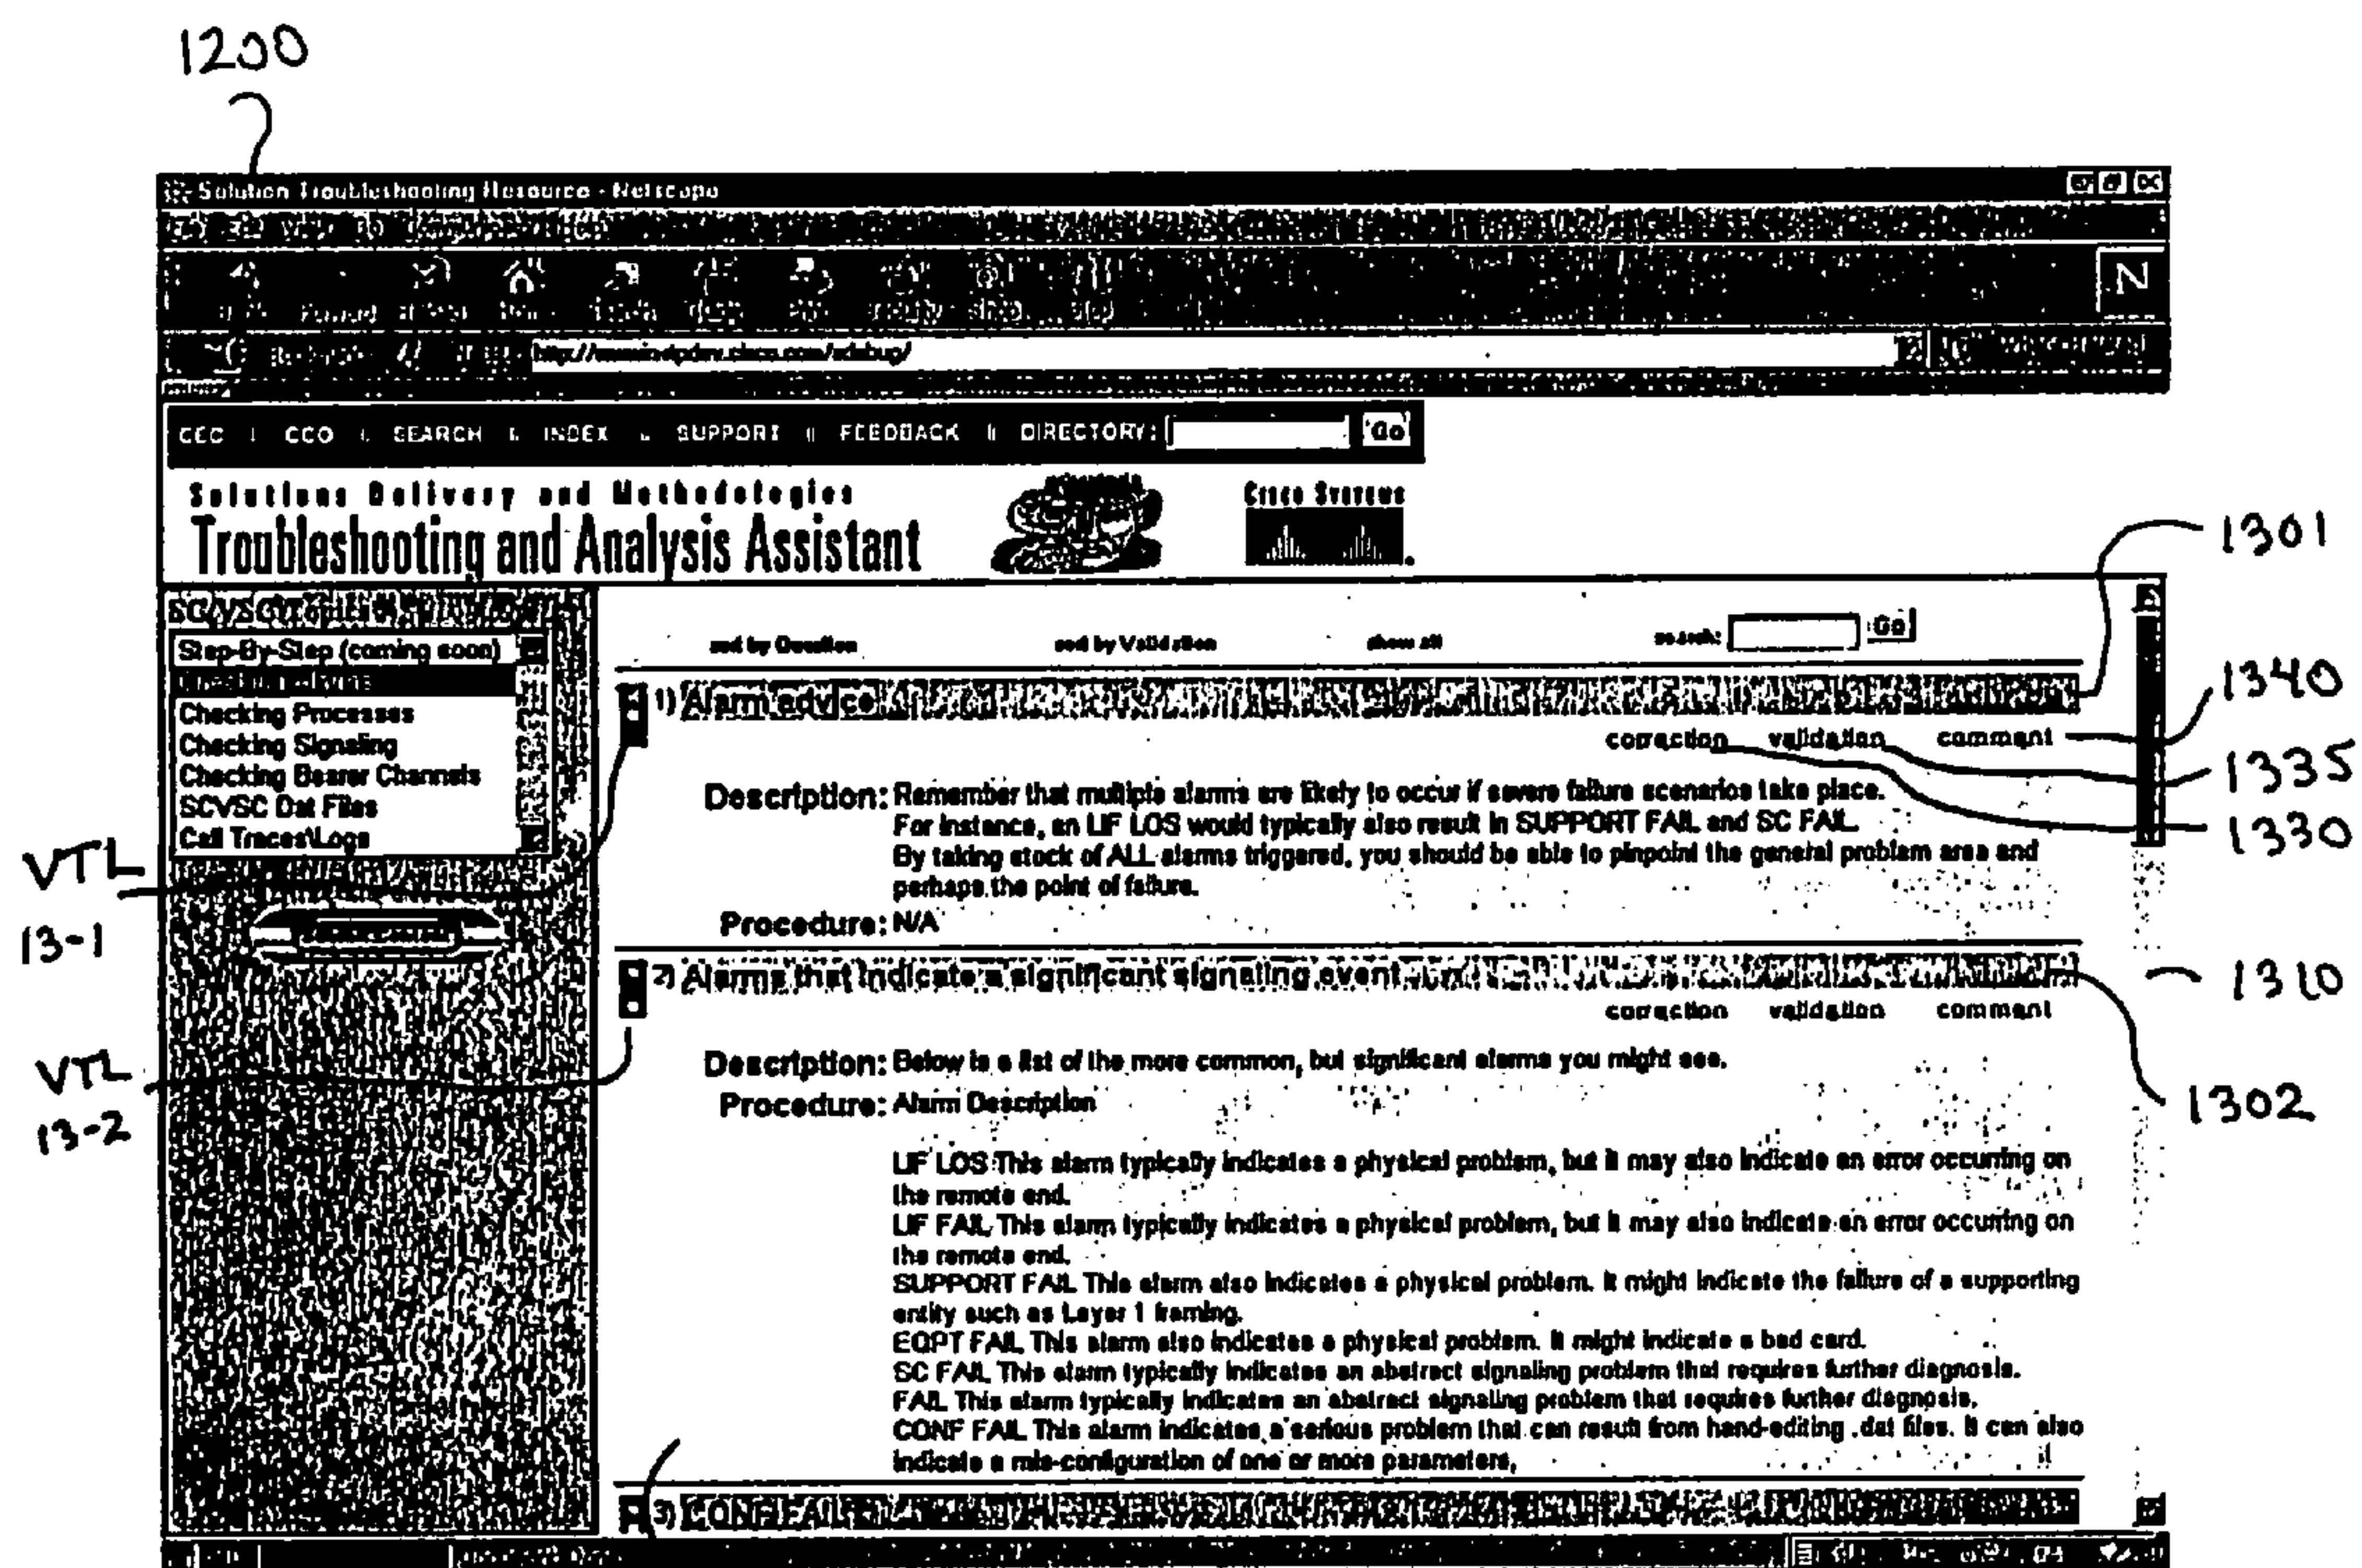 1200
Solution Troubleshooting Resource - Netscape
CEC | CCO | SEARCH | INDEX | SUPPORT || FEEDBACK || DIRECTORY: Go
Solutions Delivery and Methodologies
Troubleshooting and Analysis Assistant
CISCO SYSTEMS
1301
SC/VSC
Step-By-Step (coming soon)
Checking Processes
Checking Signaling
Checking Bearer Channels
SCVSC Dat Files
Call Traces\Logs
sort by Question sort by Validation show all search: Go
1) Alarm advice
1340
correction validation comment
1335
1330
Description: Remember that multiple alarms are likely to occur if severe failure scenarios take place.
For instance, an LIF LOS would typically also result in SUPPORT FAIL and SC FAIL.
By taking stock of ALL alarms triggered, you should be able to pinpoint the general problem area and
perhaps the point of failure.
Procedure: N/A
VTL
13-1
2) Alarms that indicate a significant signaling event
1310
correction validation comment
Description: Below is a list of the more common, but significant alarms you might see.
VTL
13-2
1302
Procedure: Alarm Description
LIF LOS This alarm typically indicates a physical problem, but it may also indicate an error occurring on
the remote end.
LIF FAIL This alarm typically indicates a physical problem, but it may also indicate an error occurring on
the remote end.
SUPPORT FAIL This alarm also indicates a physical problem. It might indicate the failure of a supporting
entity such as Layer 1 framing.
EQPT FAIL This alarm also indicates a physical problem. It might indicate a bad card.
SC FAIL This alarm typically indicates an abstract signaling problem that requires further diagnosis.
FAIL This alarm typically indicates an abstract signaling problem that requires further diagnosis.
CONF FAIL This alarm indicates a serious problem that can result from hand-editing .dat files. It can also
indicate a mis-configuration of one or more parameters.
3) CONF FAIL